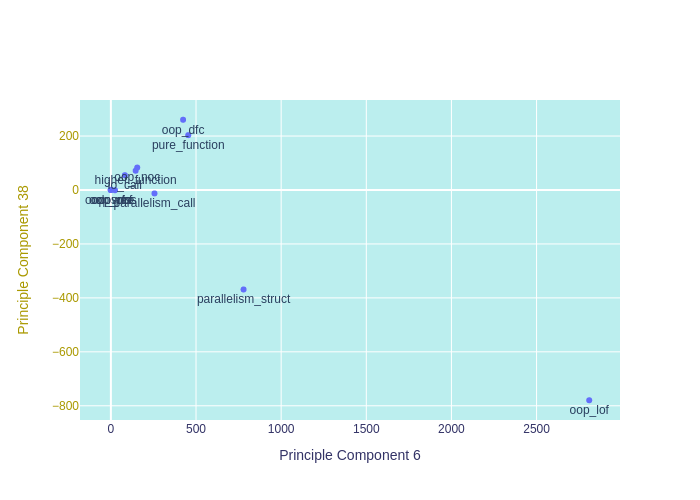 200
0
−200
−400
−600
−800
Principle Component 38
oop_dfc
pure_function
oop_noc
higher_function
parallelism_call
parallelism_struct
oop_lof
0
500
1000
1500
2000
2500
Principle Component 6